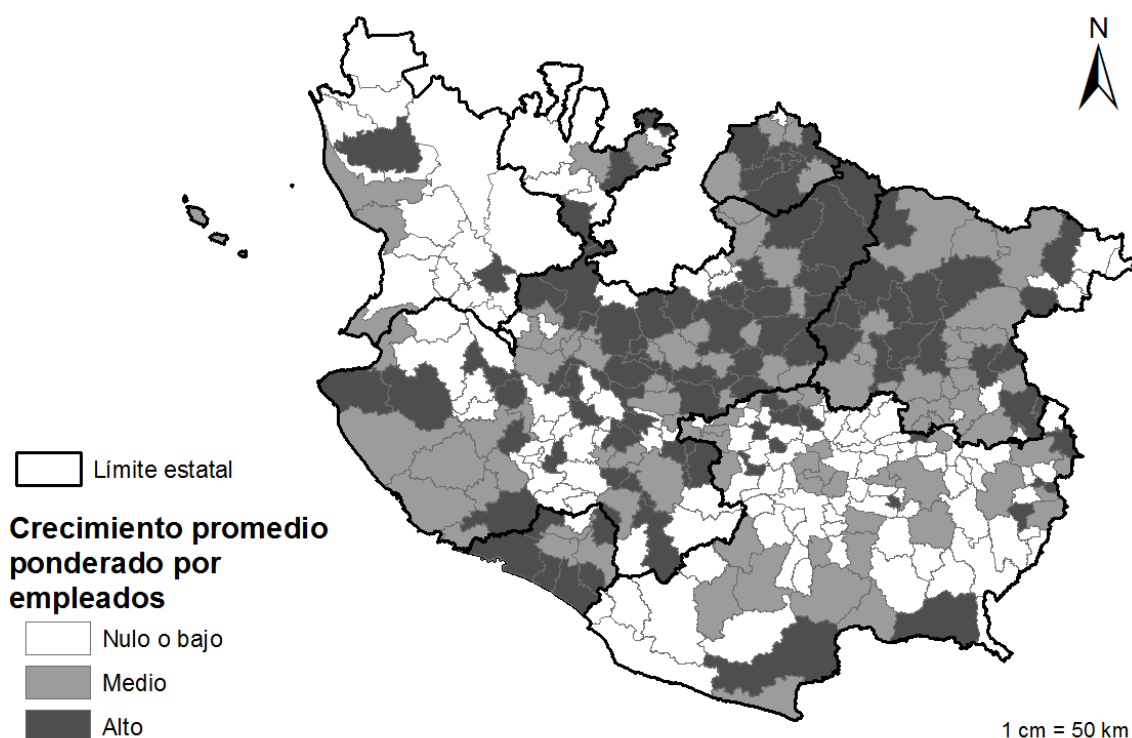 N
Límite estatal
Crecimiento promedio
ponderado por
empleados
Nulo o bajo
Medio
Alto
1 cm = 50 km